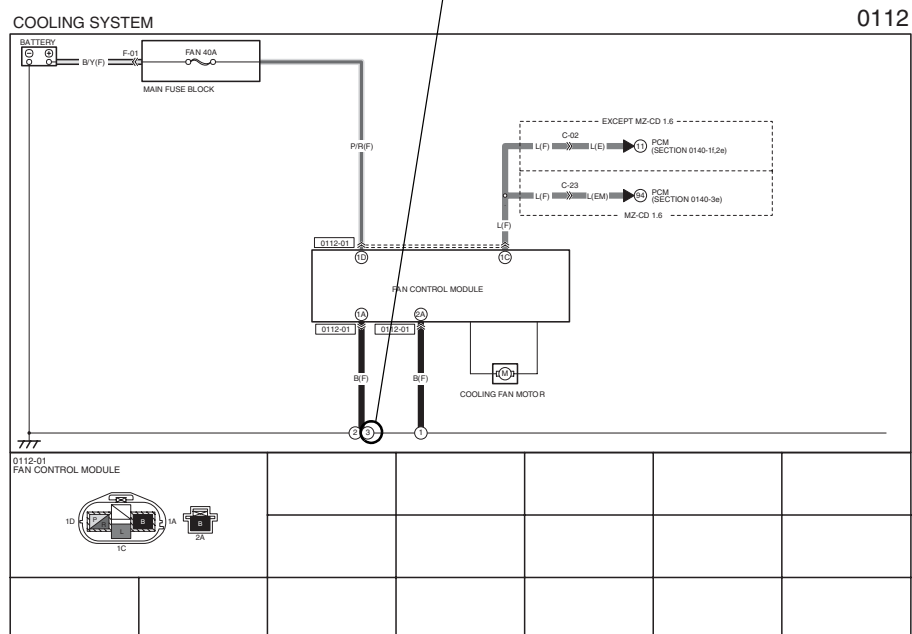 COOLING SYSTEM
0112
BATTERY
B/Y(F)
F-01
FAN 40A
MAIN FUSE BLOCK
P/R(F)
EXCEPT MZ-CD 1.6
C-02
L(F)
L(E)
11
PCM
(SECTION 0140-1f,2e)
C-23
L(F)
L(EM)
94
PCM
(SECTION 0140-3e)
MZ-CD 1.6
L(F)
0112-01
1D
1C
FAN CONTROL MODULE
1A
2A
0112-01
0112-01
B(F)
B(F)
M
COOLING FAN MOTOR
2
3
1
0112-01
FAN CONTROL MODULE
1D
P
R
L
B
1A
1C
B
2A